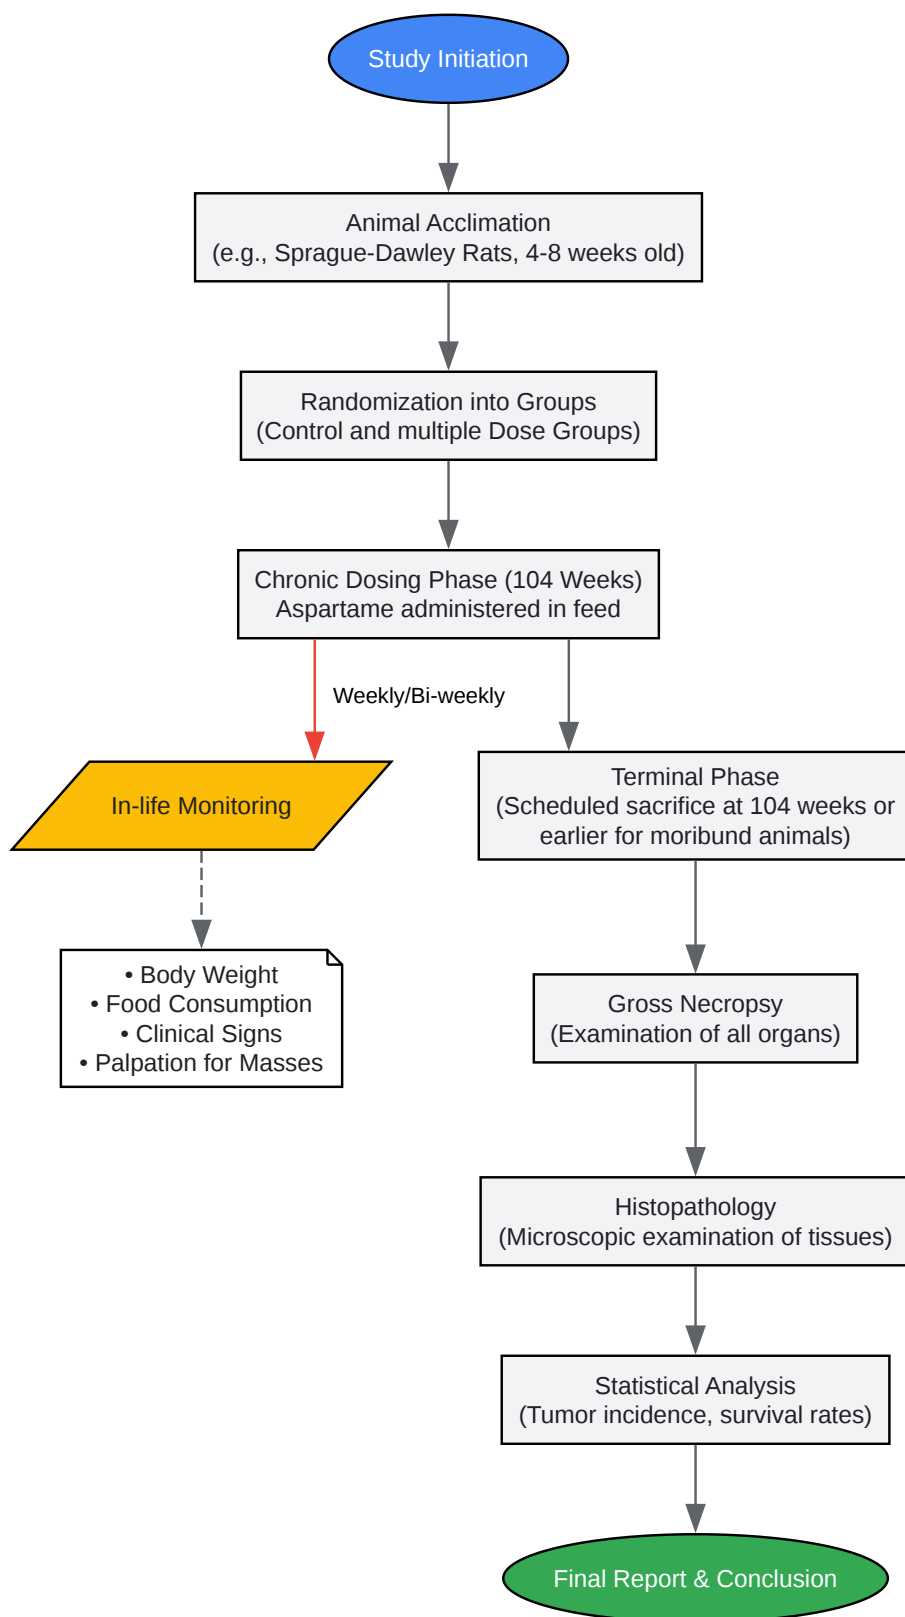 Study Initiation
Animal Acclimation
(e.g., Sprague-Dawley Rats, 4-8 weeks old)
Randomization into Groups
(Control and multiple Dose Groups)
Chronic Dosing Phase (104 Weeks)
Aspartame administered in feed
Weekly/Bi-weekly
In-life Monitoring
• Body Weight
• Food Consumption
• Clinical Signs
• Palpation for Masses
Terminal Phase
(Scheduled sacrifice at 104 weeks or
earlier for moribund animals)
Gross Necropsy
(Examination of all organs)
Histopathology
(Microscopic examination of tissues)
Statistical Analysis
(Tumor incidence, survival rates)
Final Report & Conclusion